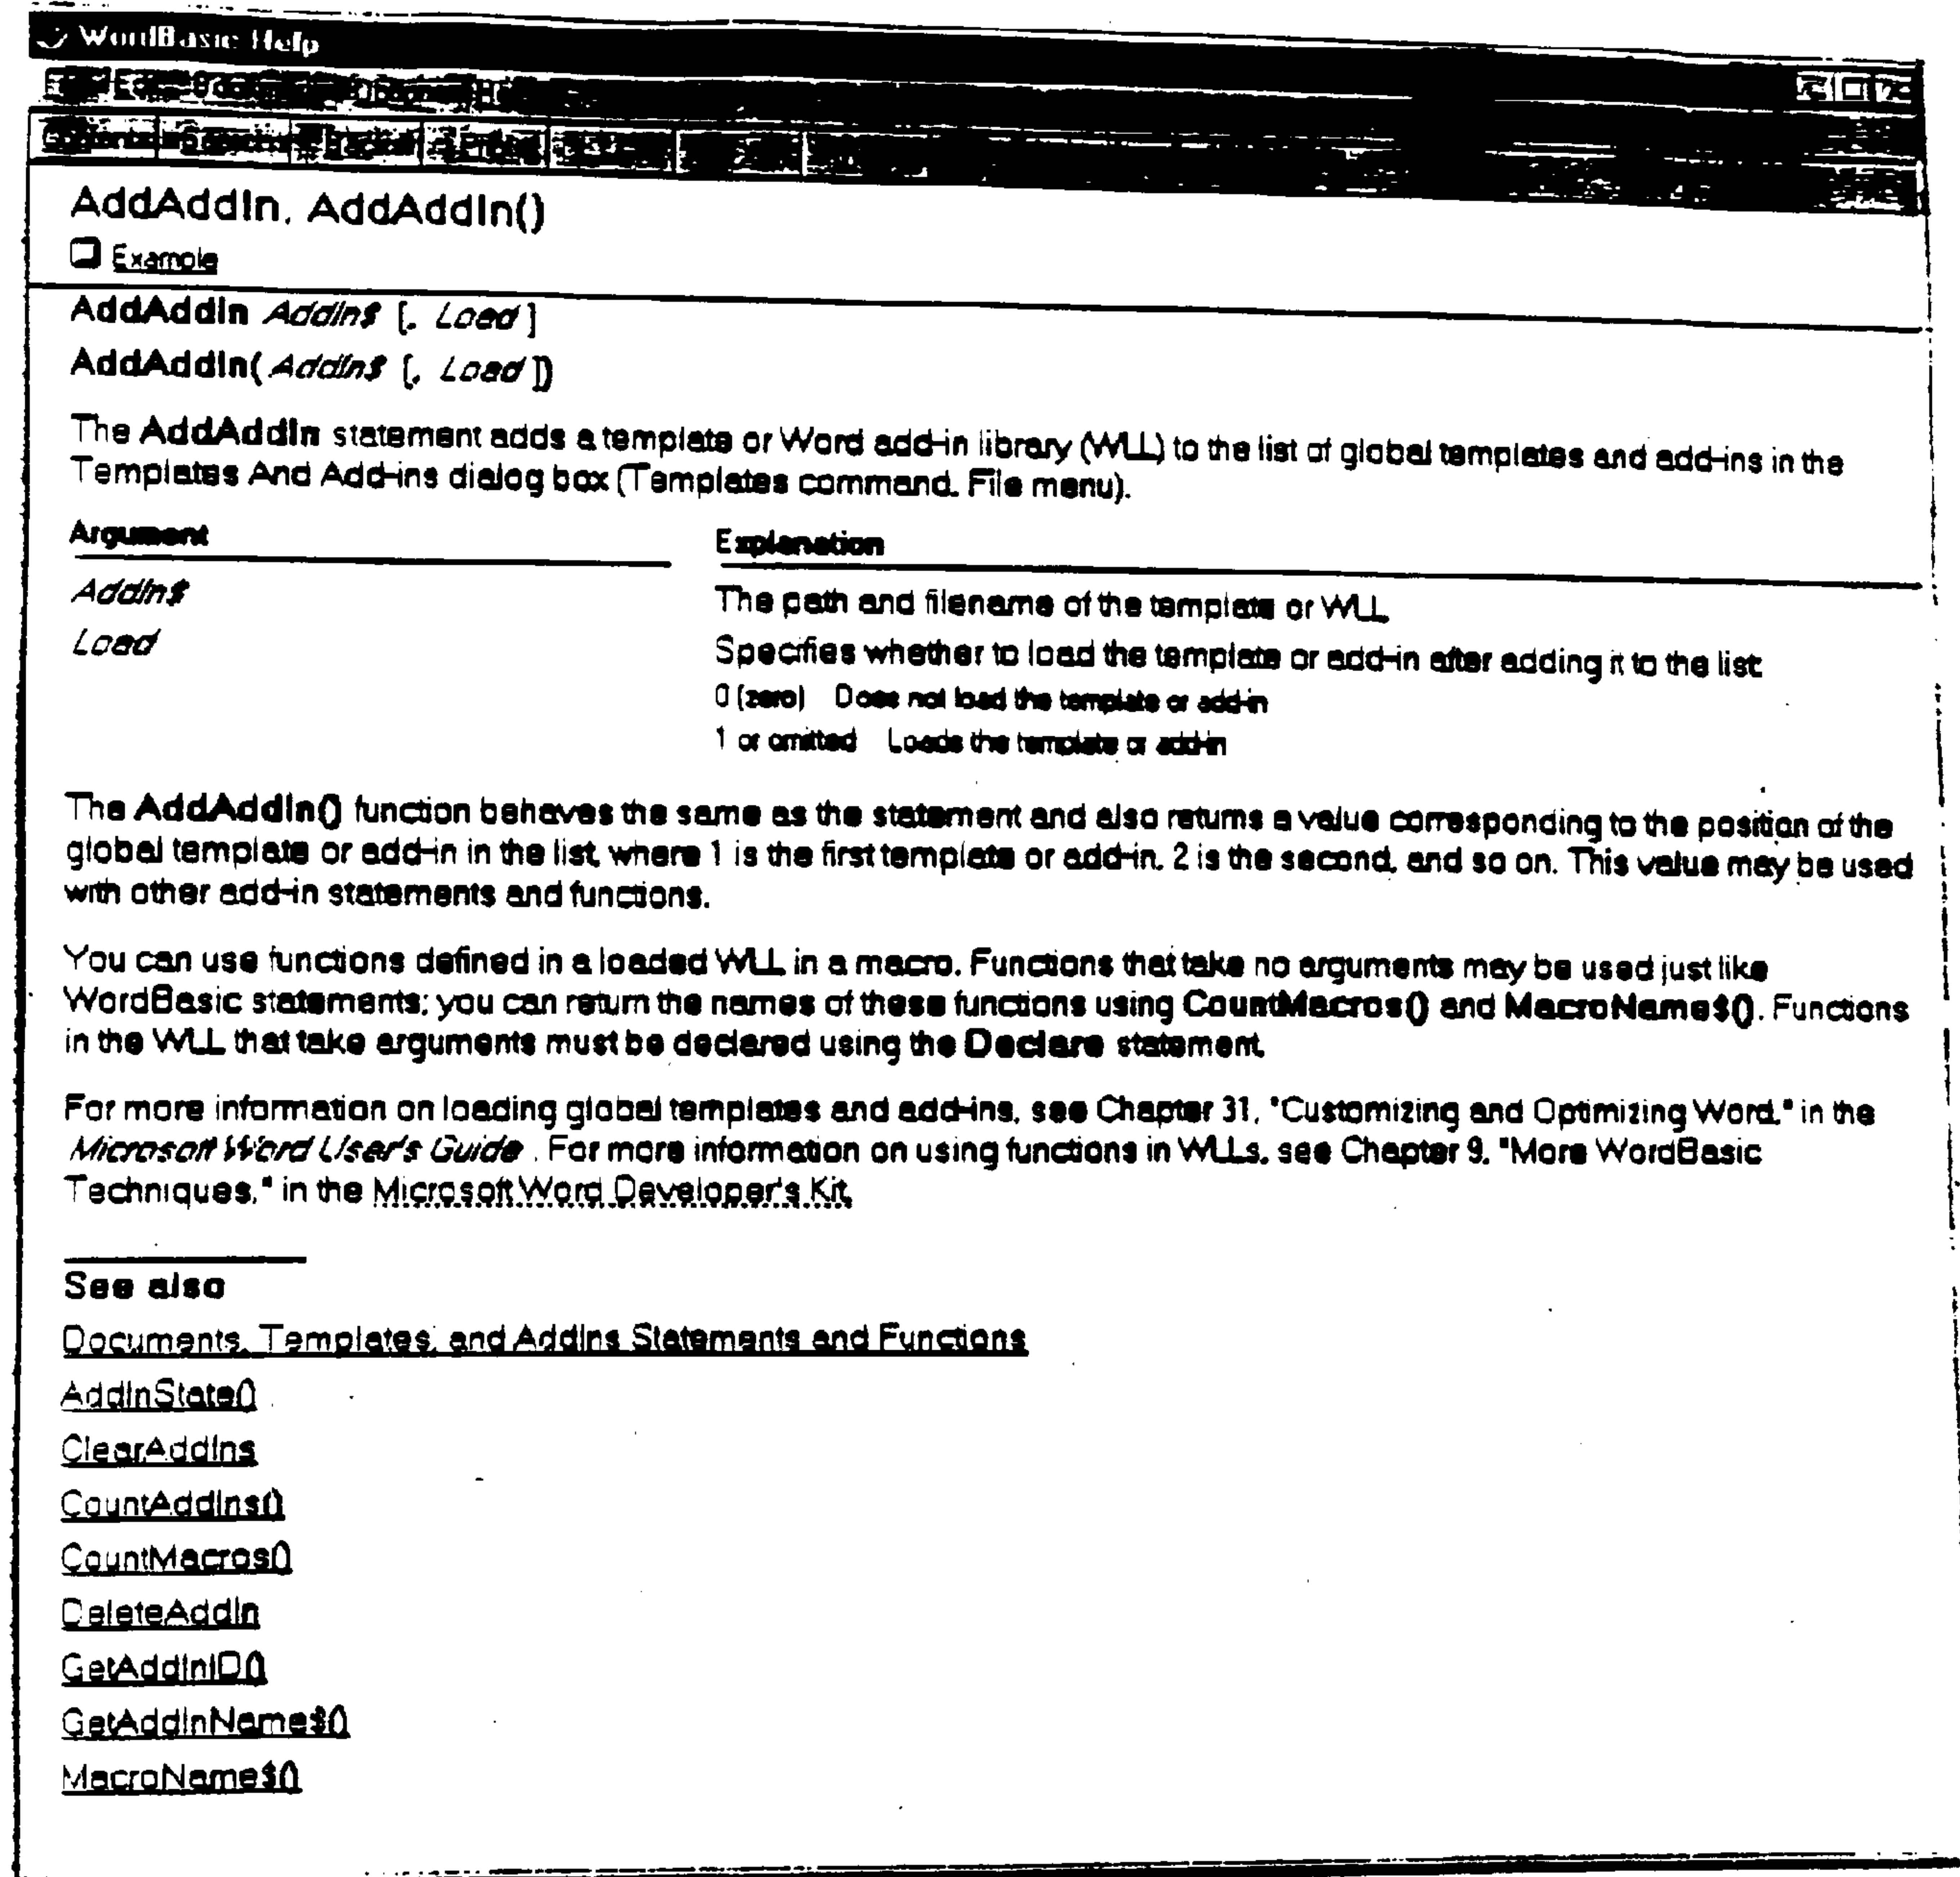 WordBasic Help
AddAddIn, AddAddIn()
Example
AddAddIn AddIn$ [, Load]
AddAddIn(AddIn$ [, Load])
The AddAddIn statement adds a template or Word add-in library (WLL) to the list of global templates and add-ins in the
Templates And Add-ins dialog box (Templates command, File menu).
Argument Explanation
AddIn$ The path and filename of the template or WLL
Load Specifies whether to load the template or add-in after adding it to the list:
0 (zero) Does not load the template or add-in
1 or omitted Loads the template or add-in
The AddAddIn() function behaves the same as the statement and also returns a value corresponding to the position of the
global template or add-in in the list, where 1 is the first template or add-in, 2 is the second, and so on. This value may be used
with other add-in statements and functions.
You can use functions defined in a loaded WLL in a macro. Functions that take no arguments may be used just like
WordBasic statements; you can return the names of these functions using CountMacros() and MacroName$(). Functions
in the WLL that take arguments must be declared using the Declare statement.
For more information on loading global templates and add-ins, see Chapter 31, "Customizing and Optimizing Word," in the
Microsoft Word User's Guide. For more information on using functions in WLLs, see Chapter 9, "More WordBasic
Techniques," in the Microsoft Word Developer's Kit.
See also
Documents, Templates, and AddIns Statements and Functions
AddInState()
ClearAddIns
CountAddIns()
CountMacros()
DeleteAddIn
GetAddInID()
GetAddInName$()
MacroName$()